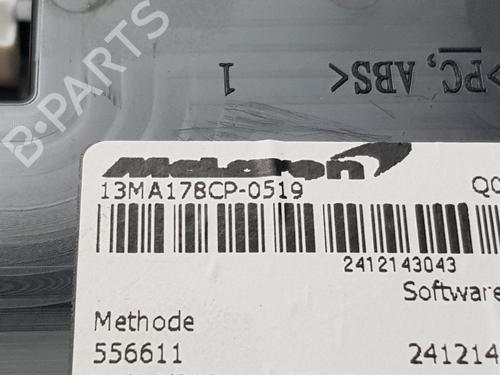 B-PARTS
>PC, ABS<
1
McLaren
13MA178CP-0519 Q0
2412143043
Software
Methode
556611 241214